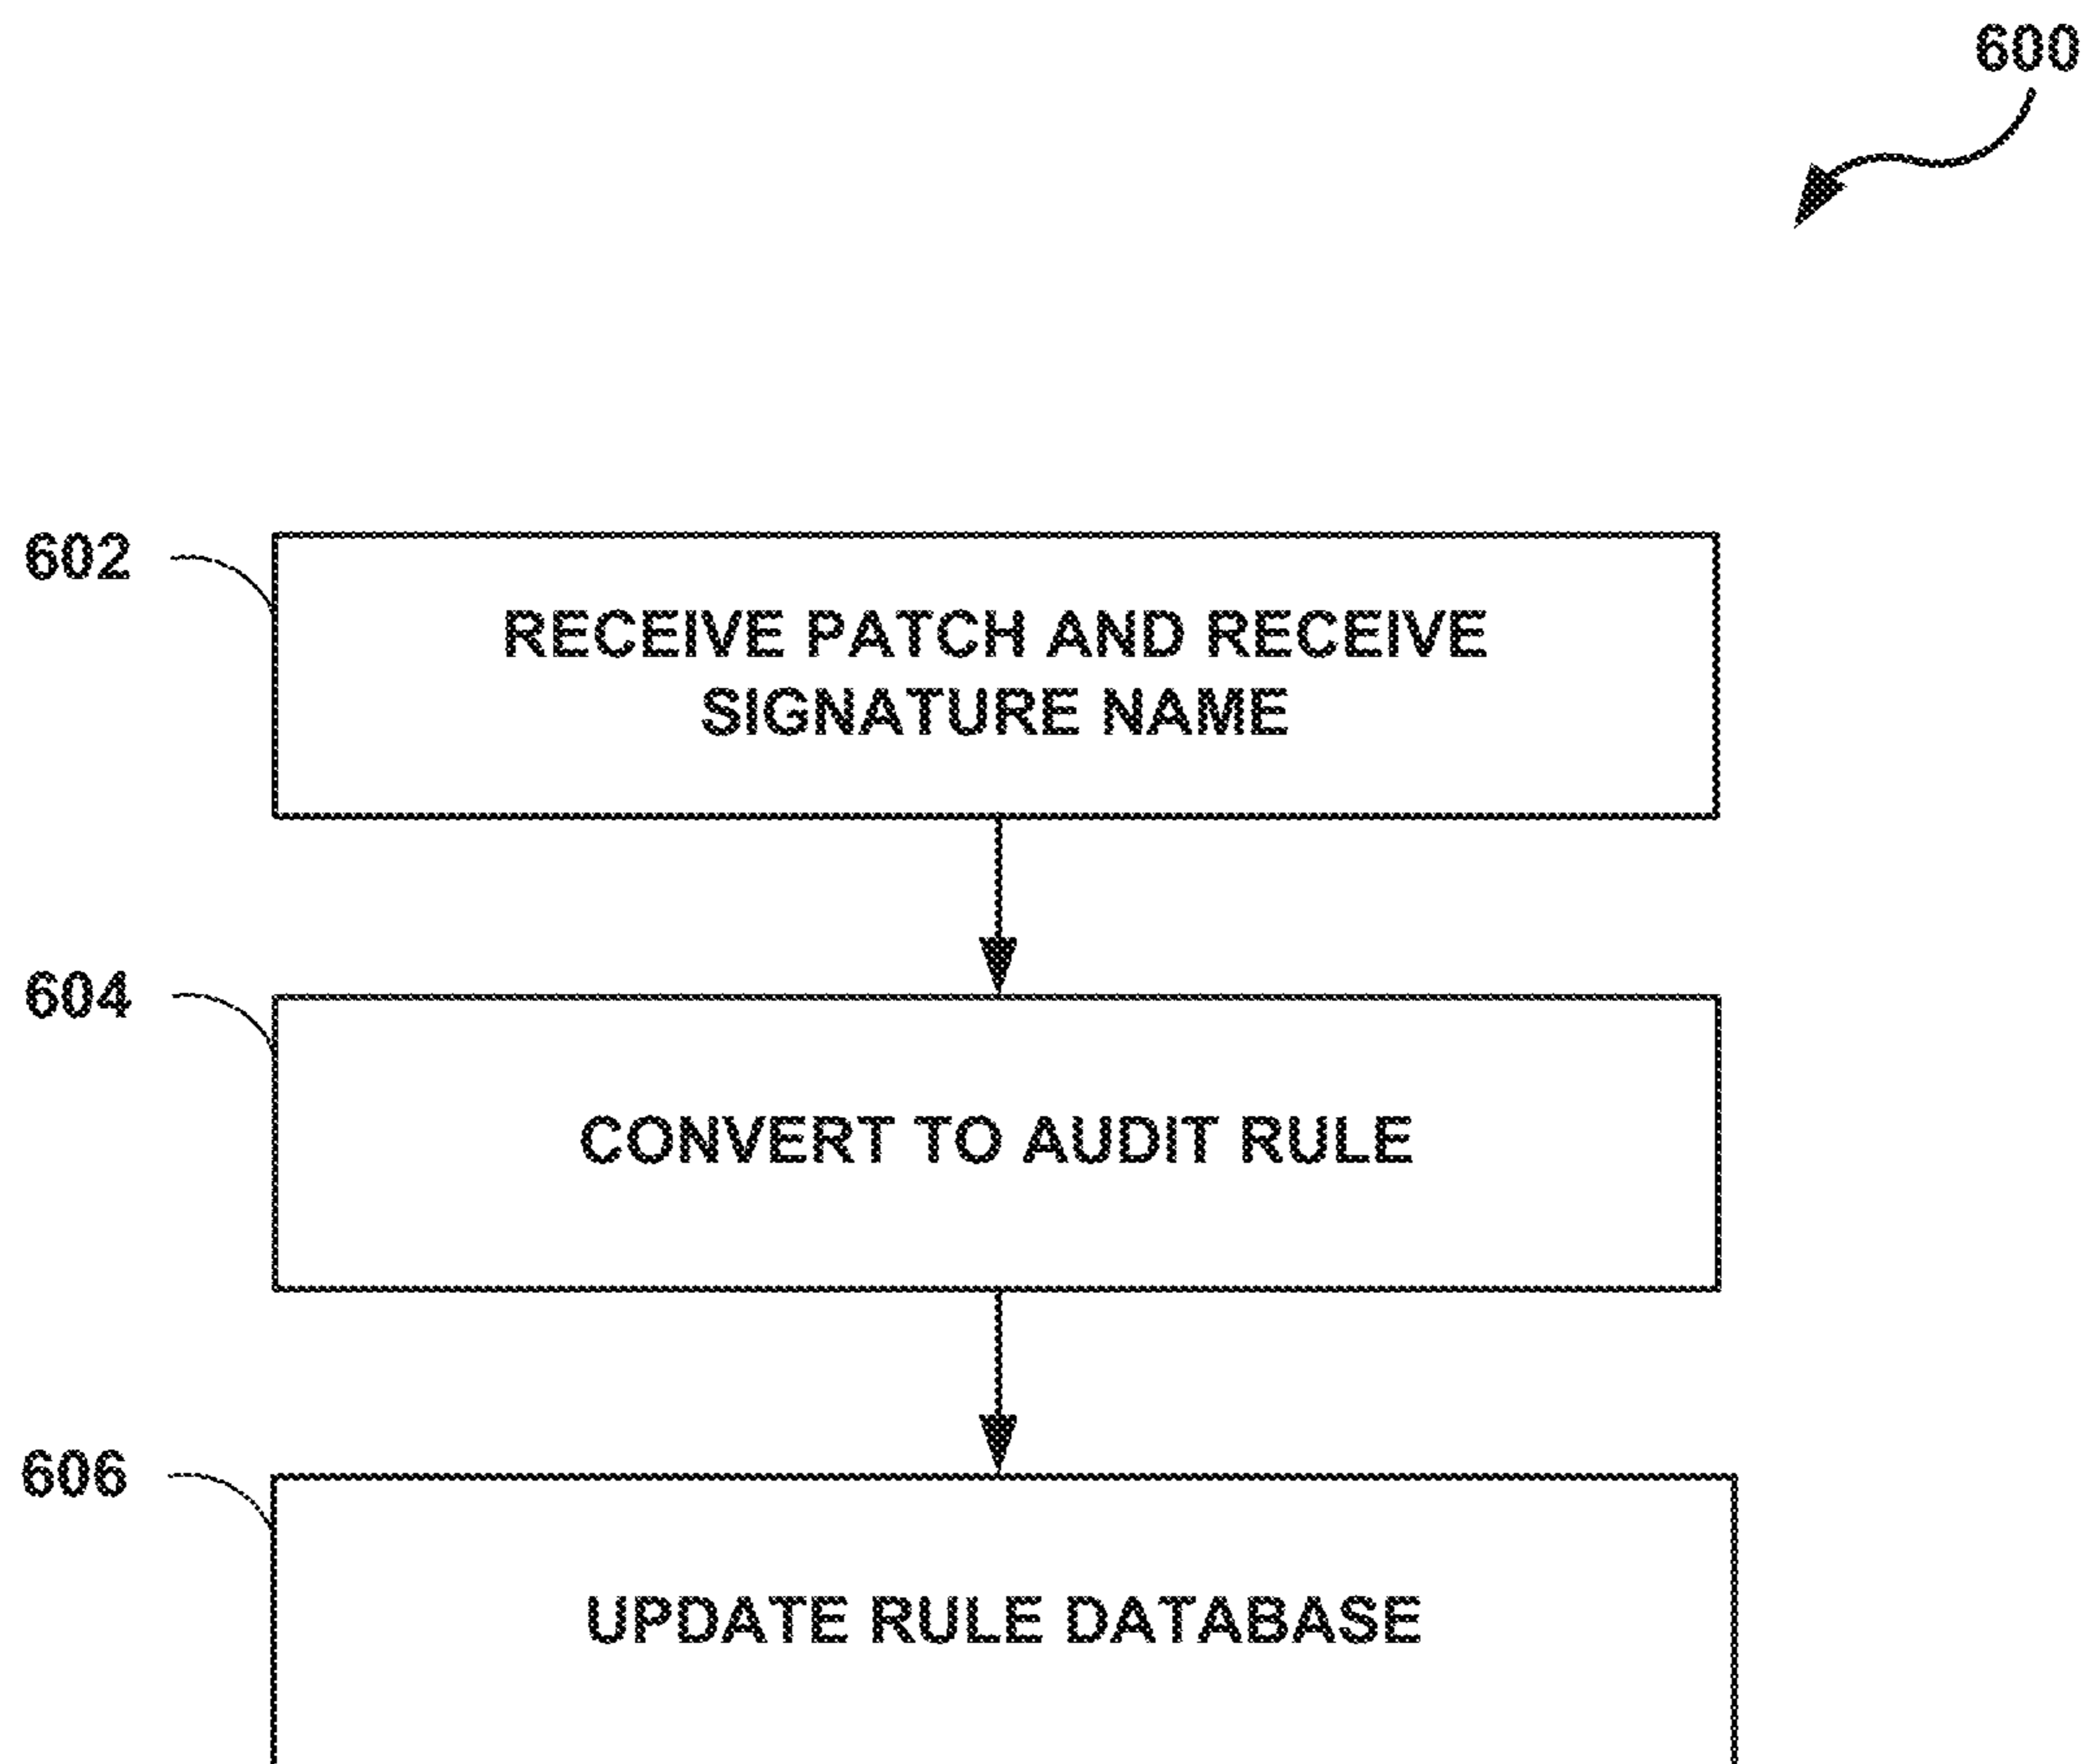 600
602
RECEIVE PATCH AND RECEIVE
SIGNATURE NAME
604
CONVERT TO AUDIT RULE
606
UPDATE RULE DATABASE